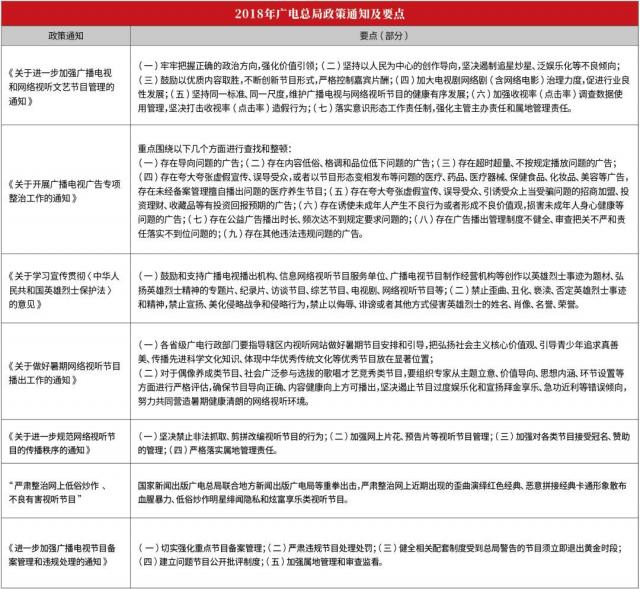 2018年广电总局政策通知及要点
政策通知
要点（部分）
《关于进一步加强广播电视
和网络视听文艺节目管理的
通知》
（一）牢牢把握正确的政治方向，强化价值引领；（二）坚持以人民为中心的创作导向，坚决遏制追星炒星、泛娱乐化等不良倾向；
（三）鼓励以优质内容取胜，不断创新节目形式，严格控制嘉宾片酬；（四）加大电视剧网络剧（含网络电影）治理力度，促进行业良
性发展；（五）坚持同一标准、同一尺度，维护广播电视与网络视听节目的健康有序发展；（六）加强收视率（点击率）调查数据使
用管理，坚决打击收视率（点击率）造假行为；（七）落实意识形态工作责任制，强化主管主办责任和属地管理责任。
《关于开展广播电视广告专项
整治工作的通知》
重点围绕以下几个方面进行查找和整顿：
（一）存在导向问题的广告；（二）存在内容低俗、格调和品位低下问题的广告；（三）存在超时超量、不按规定播放问题的广告；
（四）存在夸大夸张虚假宣传、误导受众，或者以节目形态变相发布等问题的医疗、药品、医疗器械、保健食品、化妆品、美容等广告，
存在未经备案管理擅自播出问题的医疗养生节目；（五）存在夸大夸张虚假宣传、误导受众、引诱受众上当受骗问题的招商加盟、投
资理财、收藏品等有投资回报预期的广告；（六）存在诱使未成年人产生不良行为或者形成不良价值观，损害未成年人身心健康等
问题的广告；（七）存在公益广告播出时长、频次达不到规定要求问题的；（八）存在广告播出管理制度不健全、审查把关不严和责
任落实不到位问题的；（九）存在其他违法违规问题的广告。
《关于学习宣传贯彻〈中华人
民共和国英雄烈士保护法〉
的意见》
（一）鼓励和支持广播电视播出机构、信息网络视听节目服务单位、广播电视节目制作经营机构等创作以英雄烈士事迹为题材、弘
扬英雄烈士精神的专题片、纪录片、访谈节目、综艺节目、电视剧、网络视听节目等；（二）禁止歪曲、丑化、亵渎、否定英雄烈士事迹
和精神，禁止宣扬、美化侵略战争和侵略行为，禁止以侮辱、诽谤或者其他方式侵害英雄烈士的姓名、肖像、名誉、荣誉。
《关于做好暑期网络视听节目
播出工作的通知》
（一）各省级广电行政部门要指导辖区内视听网站做好暑期节目安排和引导，把弘扬社会主义核心价值观、引导青少年追求真善
美、传播先进科学文化知识、体现中华优秀传统文化等优秀节目放在显著位置；
（二）对于偶像养成类节目、社会广泛参与选拔的歌唱才艺竞秀类节目，要组织专家从主题立意、价值导向、思想内涵、环节设置等
方面进行严格评估，确保节目导向正确、内容健康向上方可播出，坚决遏止节目过度娱乐化和宣扬拜金享乐、急功近利等错误倾向，
努力共同营造暑期健康清朗的网络视听环境。
《关于进一步规范网络视听节
目的传播秩序的通知》
（一）坚决禁止非法抓取、剪拼改编视听节目的行为；（二）加强网上片花、预告片等视听节目管理；（三）加强对各类节目接受冠名、赞助
的管理；（四）严格落实属地管理责任。
“严肃整治网上低俗炒作 、
不良有害视听节目”
国家新闻出版广电总局联合地方新闻出版广电局等重拳出击，严肃整治网上近期出现的歪曲演绎红色经典、恶意拼接经典卡通形象散布
血腥暴力、低俗炒作明星绯闻隐私和炫富享乐类视听节目。
《进一步加强广播电视节目备
案管理和违规处理的通知》
（一）切实强化重点节目备案管理；（二）严肃违规节目处理处罚；（三）健全相关配套制度受到总局警告的节目须立即退出黄金时段；
（四）建立问题节目公开批评制度；（五）加强属地管理和审查监看。